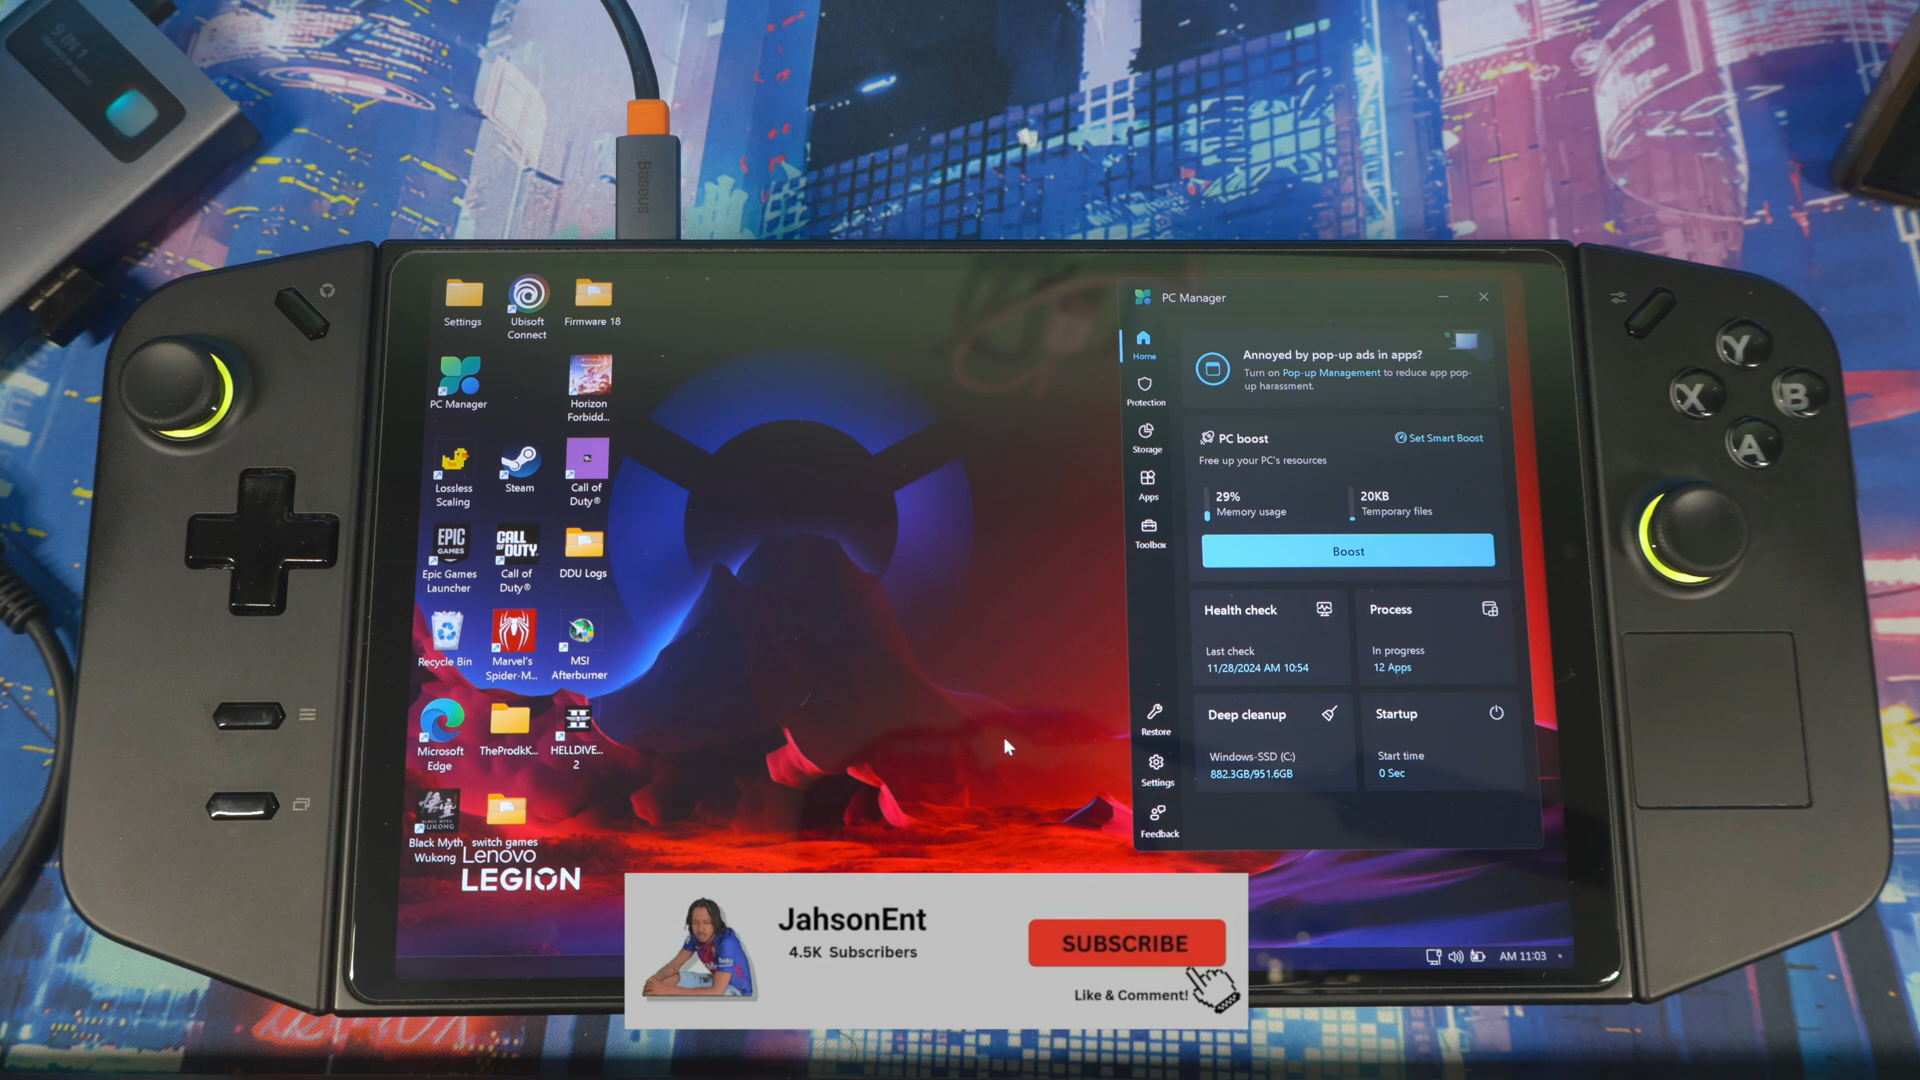 9 IN 1
Baseus
Settings
Ubisoft
Connect
Firmware 18
PC Manager
Horizon
Forbidd...
Lossless
Scaling
Steam
Call of
Duty®
EPIC
GAMES
Epic Games
Launcher
CALL
OF DUTY
Call of
Duty®
DDU Logs
Recycle Bin
Marvel's
Spider-M...
MSI
Afterburner
Microsoft
Edge
TheProdkK...
HELLDIVE...
2
Black Myth
Wukong
switch games
Lenovo
LEGION
PC Manager
Home
Protection
Storage
Apps
Toolbox
Restore
Settings
Feedback
Annoyed by pop-up ads in apps?
Turn on Pop-up Management to reduce app pop-
up harassment.
PC boost
Set Smart Boost
Free up your PC's resources
29%
Memory usage
20KB
Temporary files
Boost
Health check
Last check
11/28/2024 AM 10:54
Process
In progress
12 Apps
Deep cleanup
Windows-SSD (C:)
882.3GB/951.6GB
Startup
Start time
0 Sec
AM 11:03
Y
X
B
A
JahsonEnt
4.5K Subscribers
SUBSCRIBE
Like & Comment!